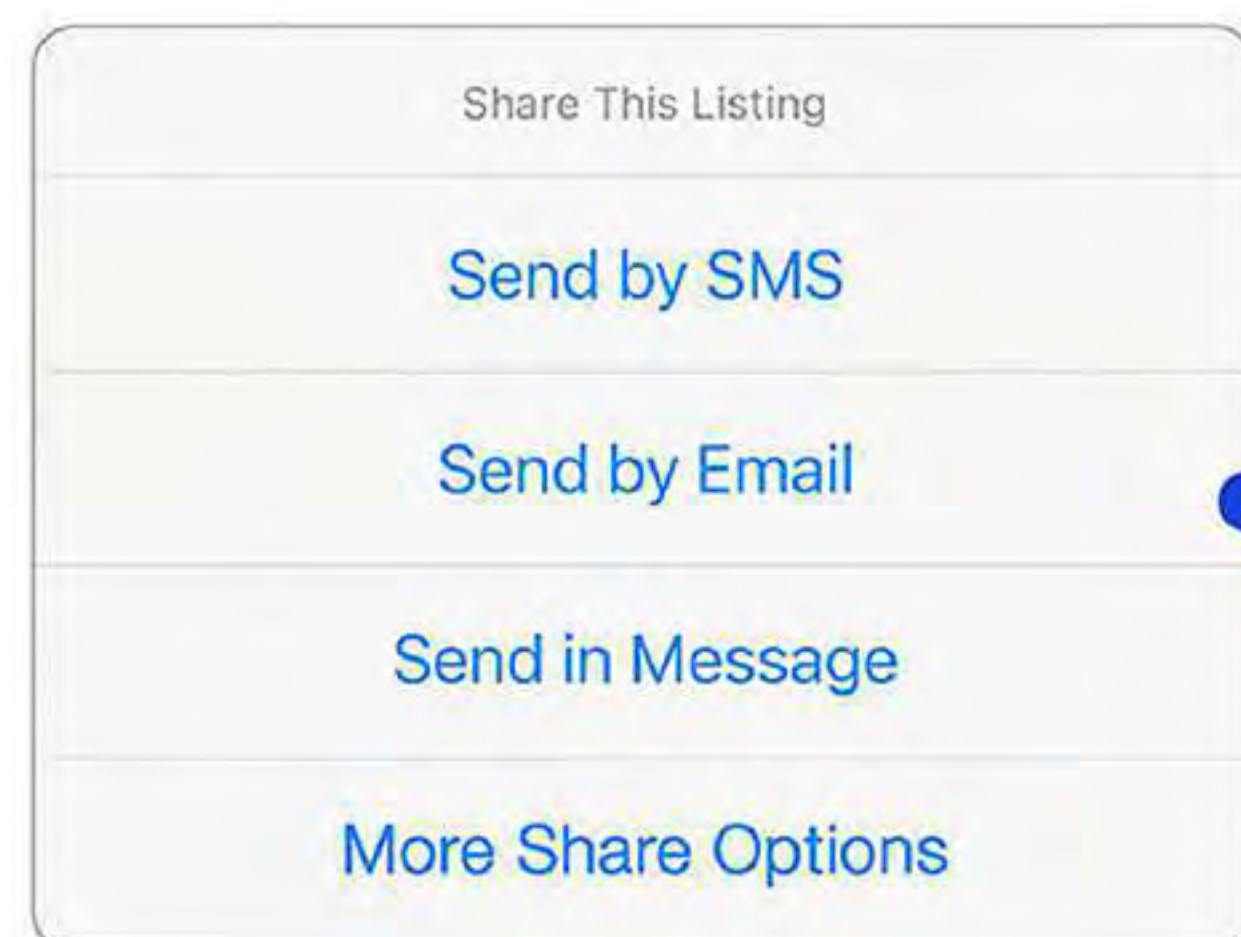 Share This Listing
Send by SMS
Send by Email
Send in Message
More Share Options